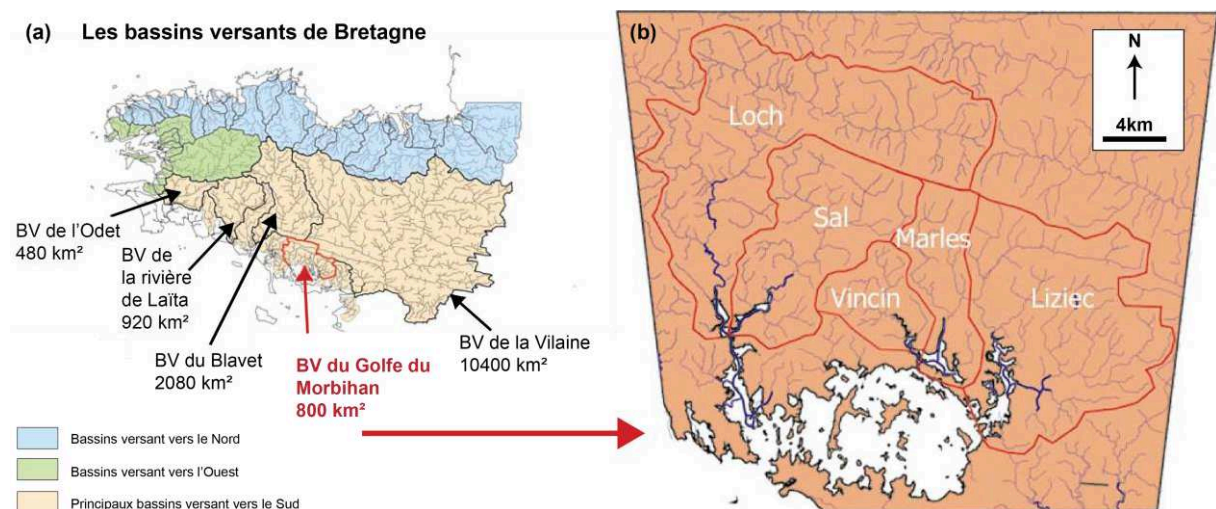 (a) Les bassins versants de Bretagne
BV de l’Odet
480 km²
BV de
la rivière
de Laïta
920 km²
BV du Blavet
2080 km²
BV du Golfe du
Morbihan
800 km²
BV de la Vilaine
10400 km²
Bassins versant vers le Nord
Bassins versant vers l’Ouest
Principaux bassins versant vers le Sud
(b)
N
4km
Loch
Sal
Marles
Vincin
Liziec